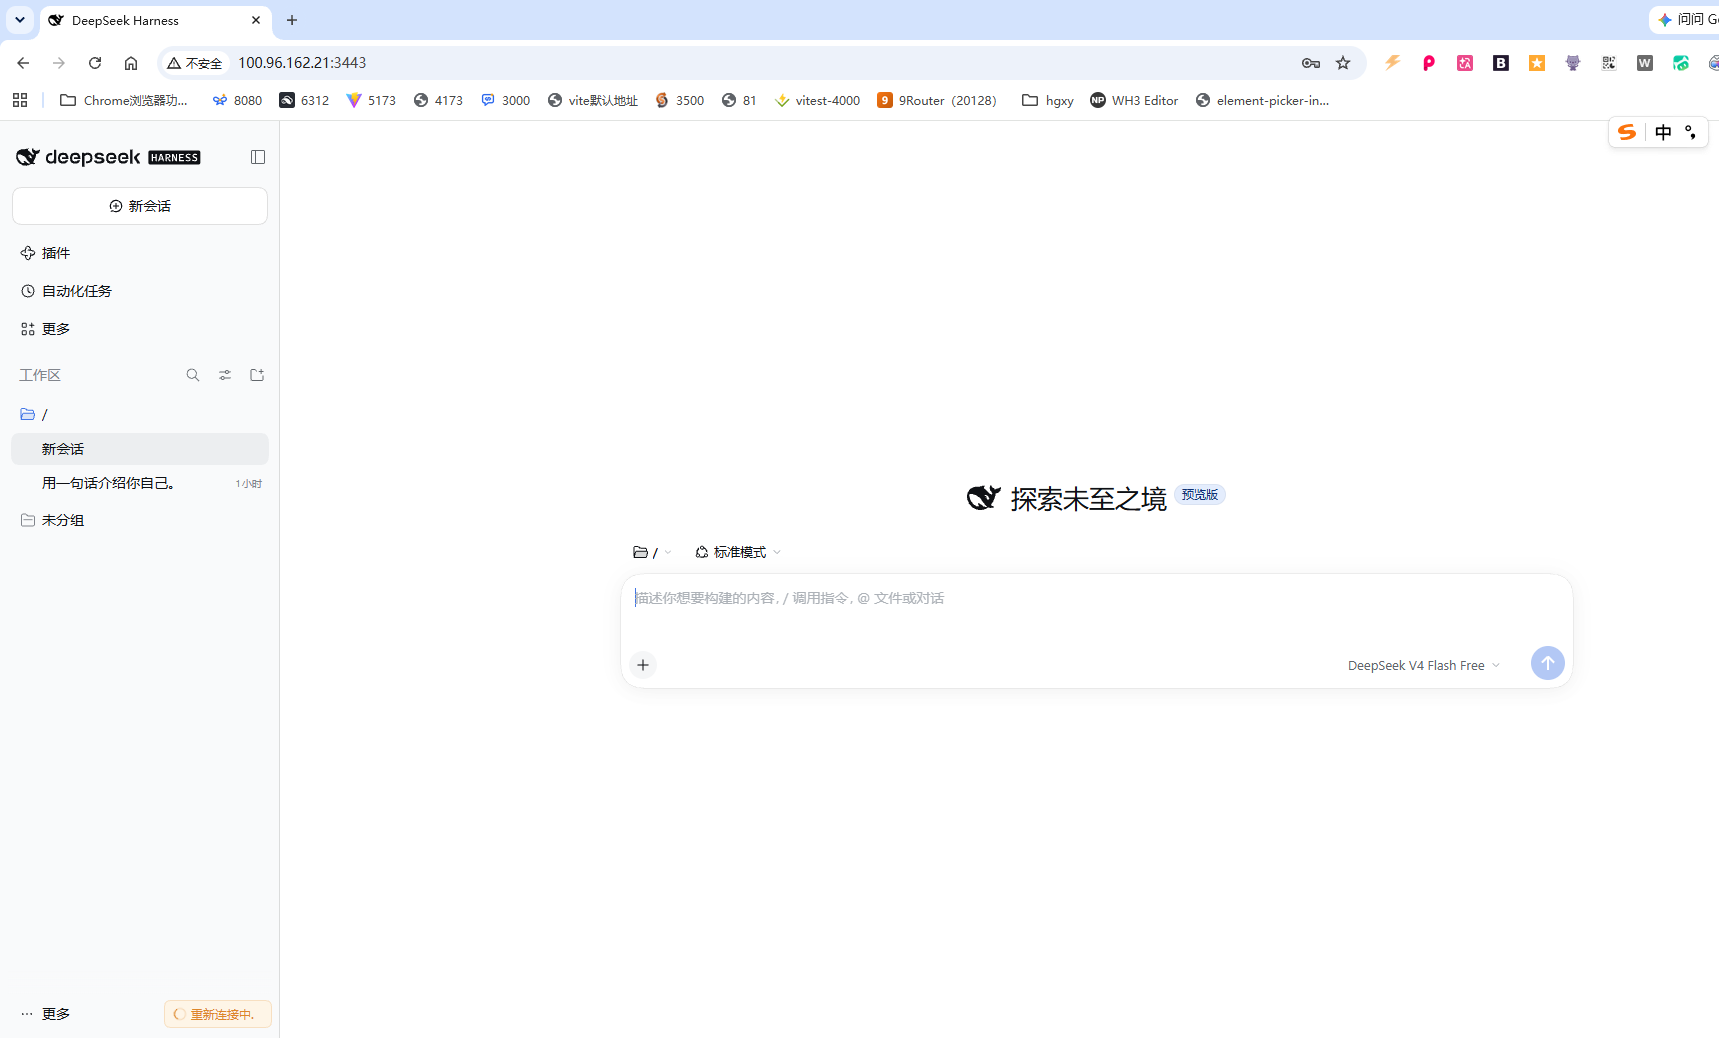 DeepSeek Harness
问问 G
不安全
100.96.162.21:3443
Chrome浏览器功...
8080
6312
5173
4173
3000
vite默认地址
3500
81
vitest-4000
9Router（20128）
hgxy
WH3 Editor
element-picker-in...
中
deepseek HARNESS
新会话
插件
自动化任务
更多
工作区
/
新会话
用一句话介绍你自己。
1小时
未分组
探索未至之境
预览版
/
标准模式
描述你想要构建的内容, / 调用指令, @ 文件或对话
DeepSeek V4 Flash Free
更多
重新连接中.